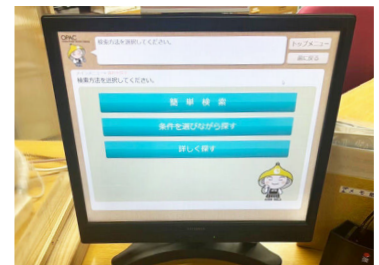 OPAC
検索方法を選択してください。
トップメニュー
前に戻る
検索方法を選択してください。
簡単検索
条件を選びながら探す
詳しく探す